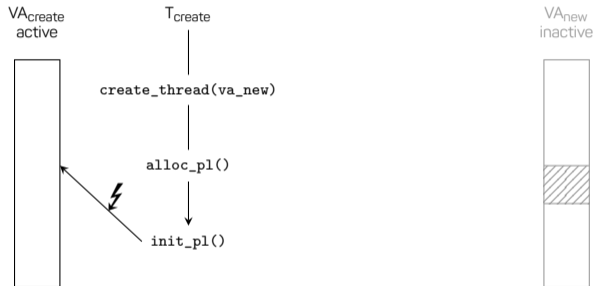 VAcreate
active
Tcreate
VAnew
inactive
create_thread(va_new)
alloc_pl()
init_pl()